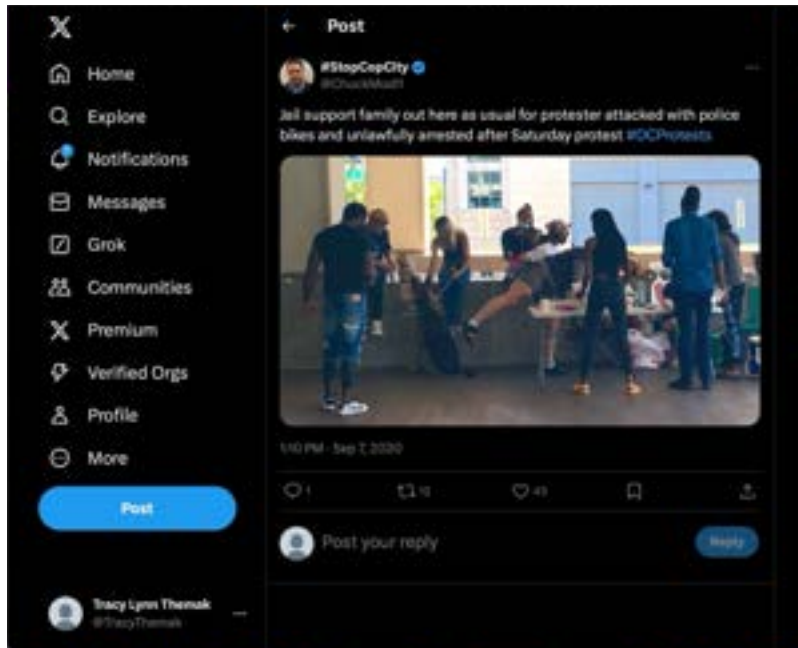 Post
Home
Explore
Notifications
Messages
Grok
Communities
Premium
Verified Orgs
Profile
More
Post
Tracy Lynn Themak
@TracyThemak
#StopCopCity
Jail support family out here as usual for protester attacked with police
bikes and unlawfully arrested after Saturday protest #DCProtests
1:10 PM · Sep 7, 2020
1
Post your reply
Reply